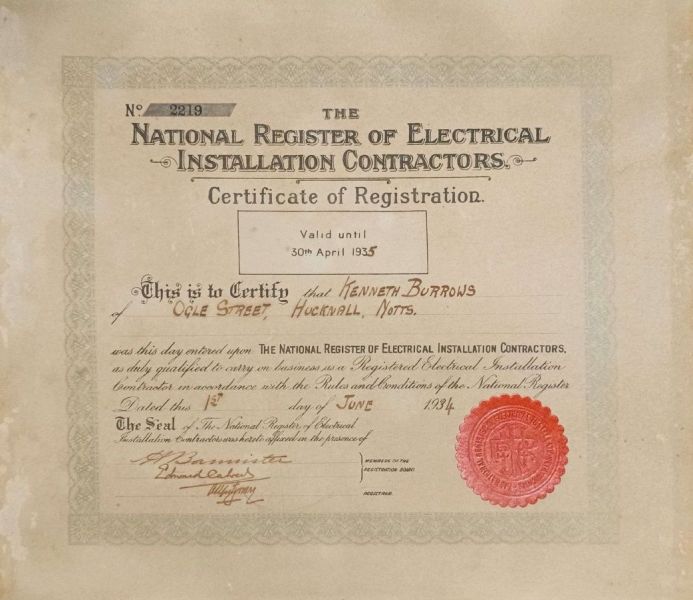 Nº 2219
THE
NATIONAL REGISTER OF ELECTRICAL
INSTALLATION CONTRACTORS.
Certificate of Registration.
Valid until
30th April 1935
This is to Certify that KENNETH BURROWS
of OGLE STREET, HUCKNALL, NOTTS.
was this day entered upon THE NATIONAL REGISTER OF ELECTRICAL INSTALLATION CONTRACTORS,
as duly qualified to carry on business as a Registered Electrical Installation
Contractor in accordance with the Rules and Conditions of the National Register
Dated this 1ST day of JUNE 1934
The Seal of The National Register of Electrical
Installation Contractors was hereto affixed in the presence of
Bannister
Edward
MEMBERS OF THE
REGISTRATION BOARD
REGISTRAR